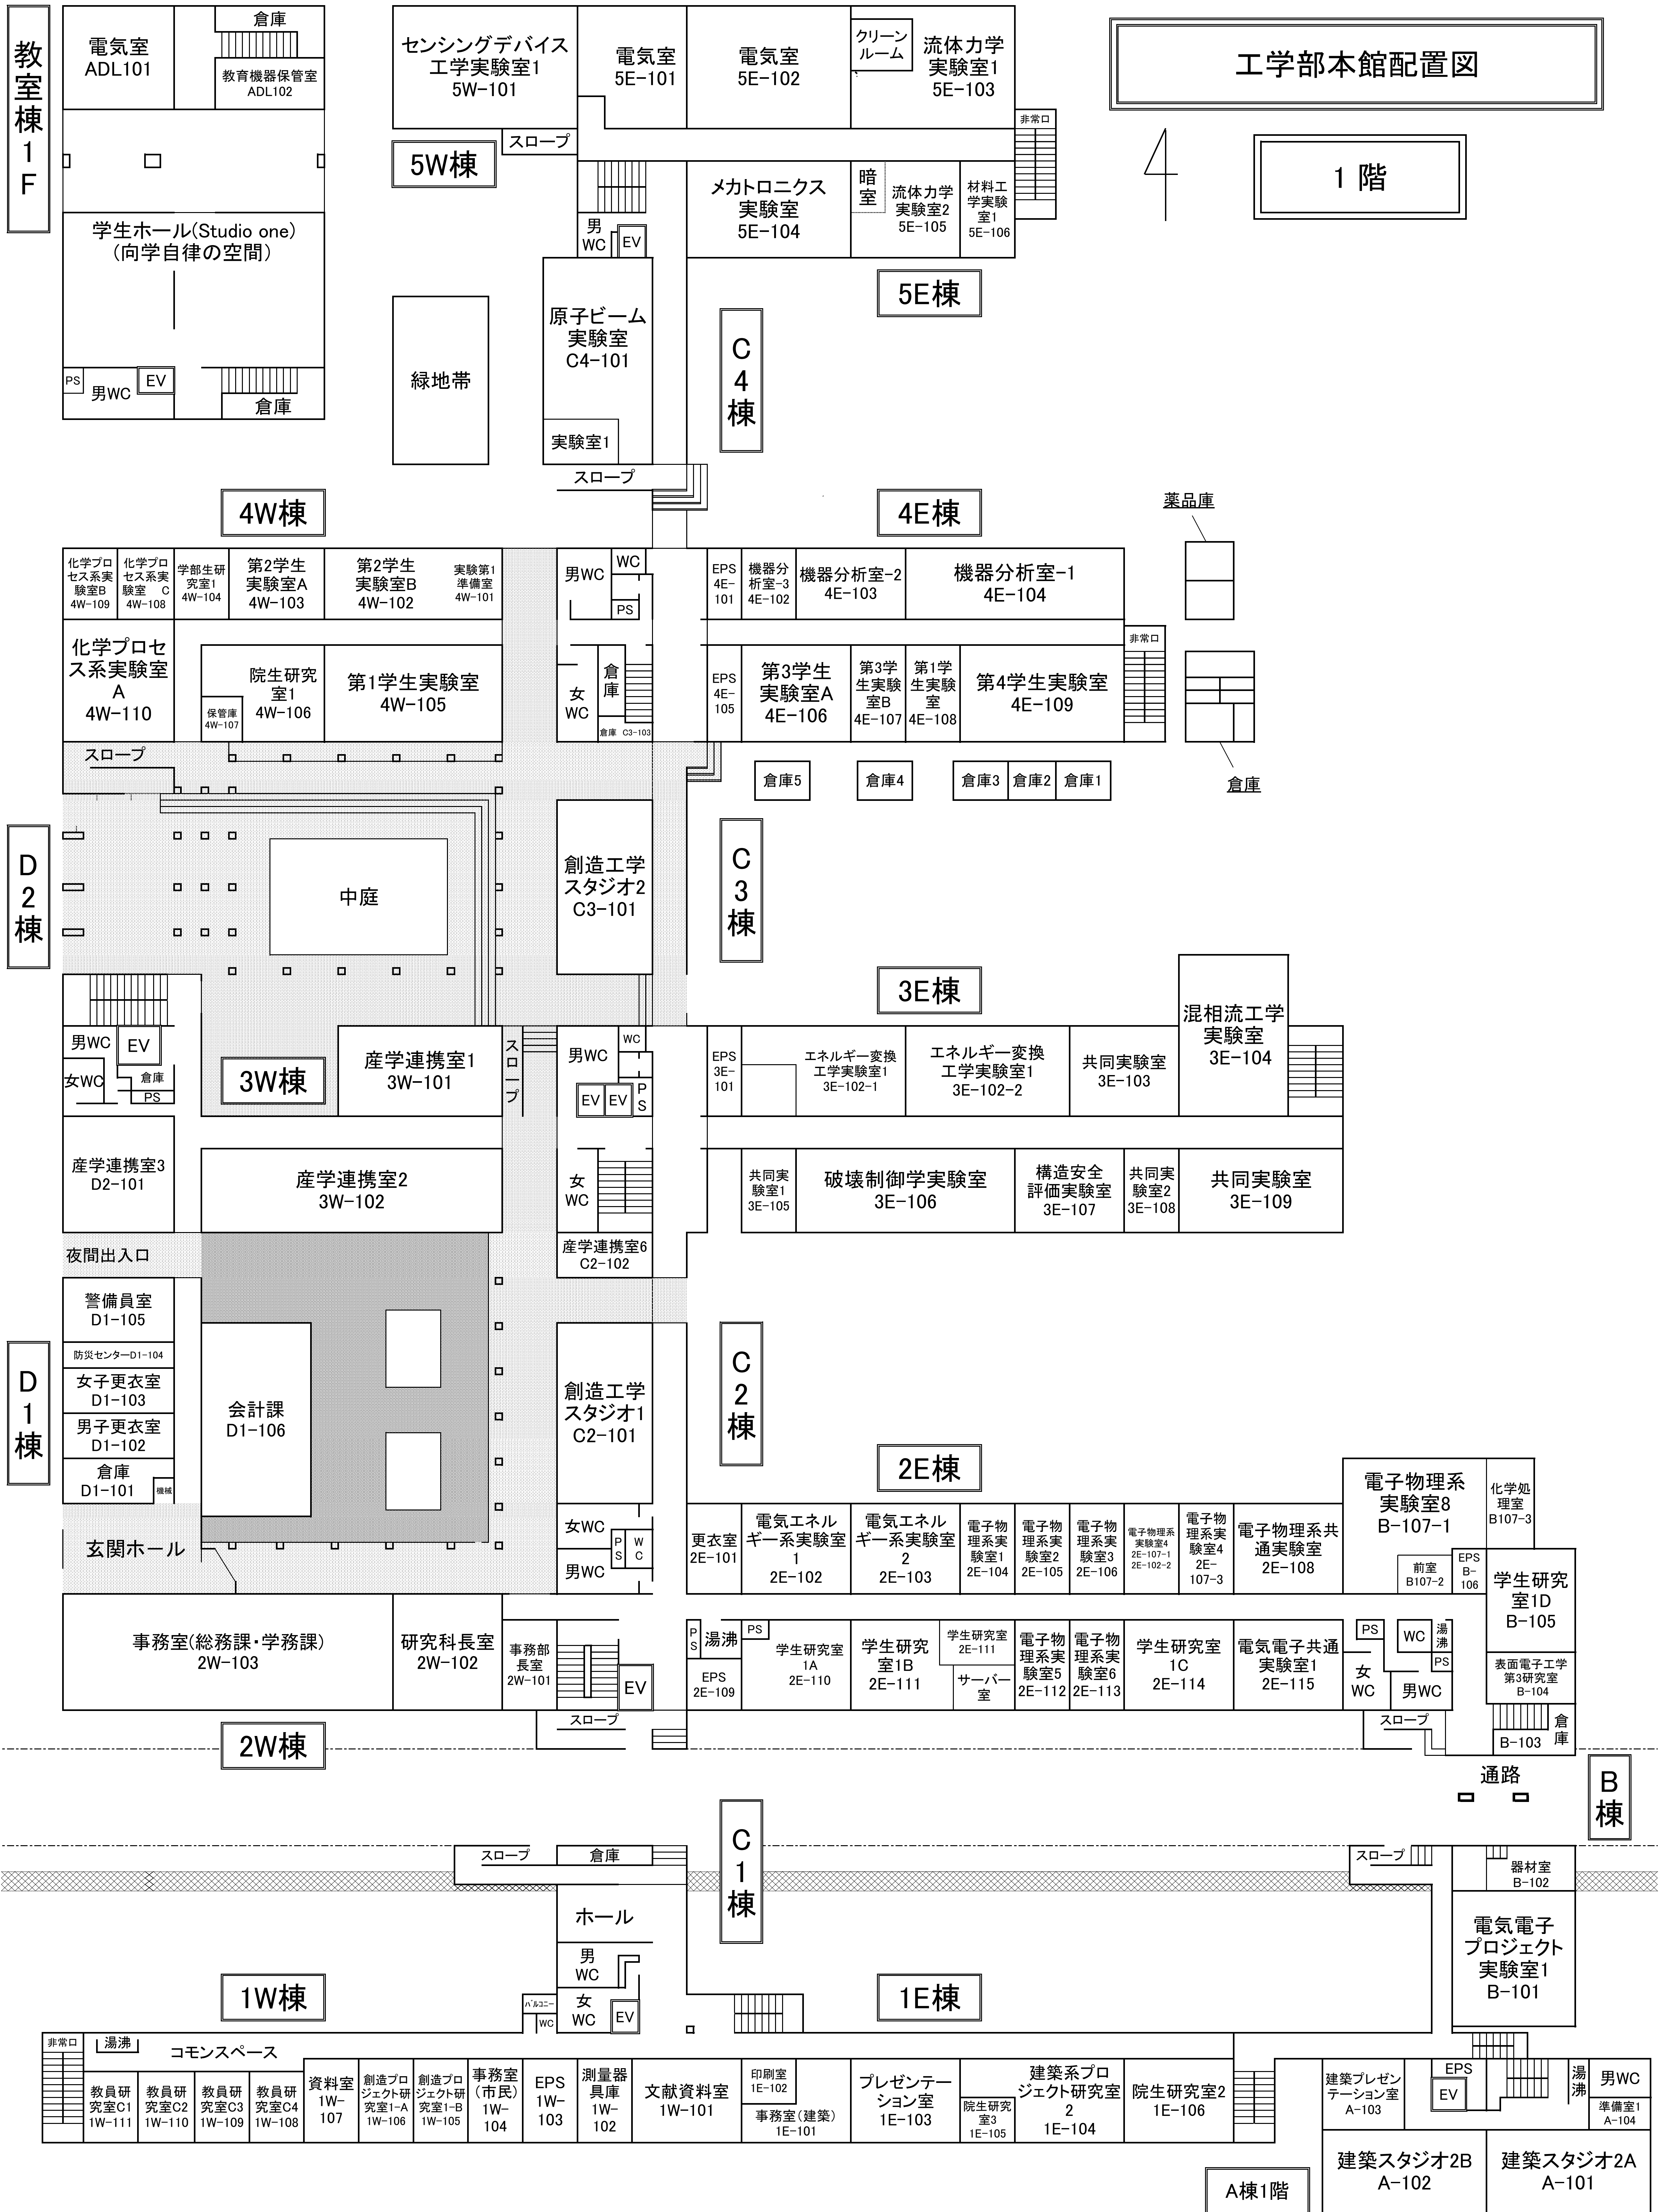 工学部本館配置図
1 階
教室棟1F
倉庫
電気室
ADL101
教育機器保管室
ADL102
学生ホール(Studio one)
(向学自律の空間)
PS
男WC
EV
倉庫
センシングデバイス
工学実験室1
5W-101
電気室
5E-101
電気室
5E-102
クリーン
ルーム
流体力学
実験室1
5E-103
非常口
スロープ
5W棟
メカトロニクス
実験室
5E-104
暗室
流体力学
実験室2
5E-105
材料工
学実験
室1
5E-106
男
WC
EV
5E棟
原子ビーム
実験室
C4-101
実験室1
緑地帯
C4棟
スロープ
4W棟
4E棟
薬品庫
化学プロ
セス系実
験室B
4W-109
化学プロ
セス系実
験室 C
4W-108
学部生研
究室1
4W-104
第2学生
実験室A
4W-103
第2学生
実験室B
4W-102
実験第1
準備室
4W-101
男WC
WC
PS
EPS
4E-
101
機器分
析室-3
4E-102
機器分析室-2
4E-103
機器分析室-1
4E-104
化学プロセ
ス系実験室
A
4W-110
保管庫
4W-107
院生研究
室1
4W-106
第1学生実験室
4W-105
女
WC
倉庫
倉庫 C3-103
EPS
4E-
105
第3学生
実験室A
4E-106
第3学
生実験
室B
4E-107
第1学
生実験
室
4E-108
第4学生実験室
4E-109
非常口
倉庫
スロープ
倉庫5
倉庫4
倉庫3
倉庫2
倉庫1
D2棟
中庭
創造工学
スタジオ2
C3-101
C3棟
3E棟
男WC
EV
女WC
倉庫
PS
3W棟
産学連携室1
3W-101
スロープ
男WC
WC
EV
EV
PS
EPS
3E-
101
エネルギー変換
工学実験室1
3E-102-1
エネルギー変換
工学実験室1
3E-102-2
共同実験室
3E-103
混相流工学
実験室
3E-104
産学連携室3
D2-101
産学連携室2
3W-102
女
WC
共同実
験室1
3E-105
破壊制御学実験室
3E-106
構造安全
評価実験室
3E-107
共同実
験室2
3E-108
共同実験室
3E-109
夜間出入口
産学連携室6
C2-102
D1棟
警備員室
D1-105
防災センターD1-104
女子更衣室
D1-103
男子更衣室
D1-102
倉庫
D1-101
機械
会計課
D1-106
創造工学
スタジオ1
C2-101
C2棟
2E棟
玄関ホール
女WC
男WC
PS
WC
更衣室
2E-101
電気エネル
ギー系実験室
1
2E-102
電気エネル
ギー系実験室
2
2E-103
電子物
理系実
験室1
2E-104
電子物
理系実
験室2
2E-105
電子物
理系実
験室3
2E-106
電子物理系
実験室4
2E-107-1
2E-102-2
電子物
理系実
験室4
2E-
107-3
電子物理系共
通実験室
2E-108
電子物理系
実験室8
B-107-1
化学処
理室
B107-3
前室
B107-2
EPS
B-
106
学生研究
室1D
B-105
事務室(総務課・学務課)
2W-103
研究科長室
2W-102
事務部
長室
2W-101
EV
PS
湯沸
EPS
2E-109
PS
学生研究室
1A
2E-110
学生研究
室1B
2E-111
学生研究室
2E-111
サーバー
室
電子物
理系実
験室5
2E-112
電子物
理系実
験室6
2E-113
学生研究室
1C
2E-114
電気電子共通
実験室1
2E-115
PS
女
WC
WC
湯沸
PS
男WC
表面電子工学
第3研究室
B-104
倉庫
B-103
スロープ
スロープ
2W棟
通路
B棟
C1棟
スロープ
倉庫
スロープ
器材室
B-102
ホール
電気電子
プロジェクト
実験室1
B-101
男
WC
女
WC
EV
バルコニー
WC
1W棟
1E棟
非常口
湯沸
コモンスペース
教員研
究室C1
1W-111
教員研
究室C2
1W-110
教員研
究室C3
1W-109
教員研
究室C4
1W-108
資料室
1W-
107
創造プロ
ジェクト研
究室1-A
1W-106
創造プロ
ジェクト研
究室1-B
1W-105
事務室
(市民)
1W-
104
EPS
1W-
103
測量器
具庫
1W-
102
文献資料室
1W-101
印刷室
1E-102
事務室(建築)
1E-101
プレゼンテー
ション室
1E-103
院生研究
室3
1E-105
建築系プロ
ジェクト研究室
2
1E-104
院生研究室2
1E-106
建築プレゼン
テーション室
A-103
EPS
EV
湯沸
男WC
準備室1
A-104
建築スタジオ2B
A-102
建築スタジオ2A
A-101
A棟1階